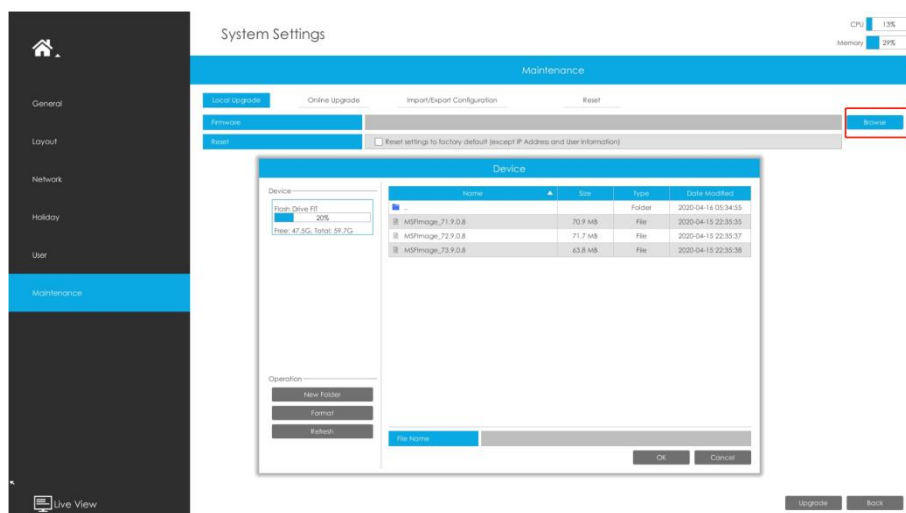 System Settings
CPU 13%
Memory 29%
Maintenance
General
Layout
Network
Holiday
User
Maintenance
Live View
Local Upgrade Online Upgrade Import/Export Configuration Reset
Firmware Browse
Reset Reset settings to factory default (except IP Address and User Information)
Device
Device
Flash Drive FIT
20%
Free: 47.5G, Total: 59.7G
Name Size Type Date Modified
.. Folder 2020-04-16 05:34:55
MSFImage_71.9.0.8 70.9 MB File 2020-04-15 22:35:35
MSFImage_72.9.0.8 71.7 MB File 2020-04-15 22:35:37
MSFImage_73.9.0.8 63.8 MB File 2020-04-15 22:35:38
Operation
New Folder
Format
Refresh
File Name
OK Cancel
Upgrade Back